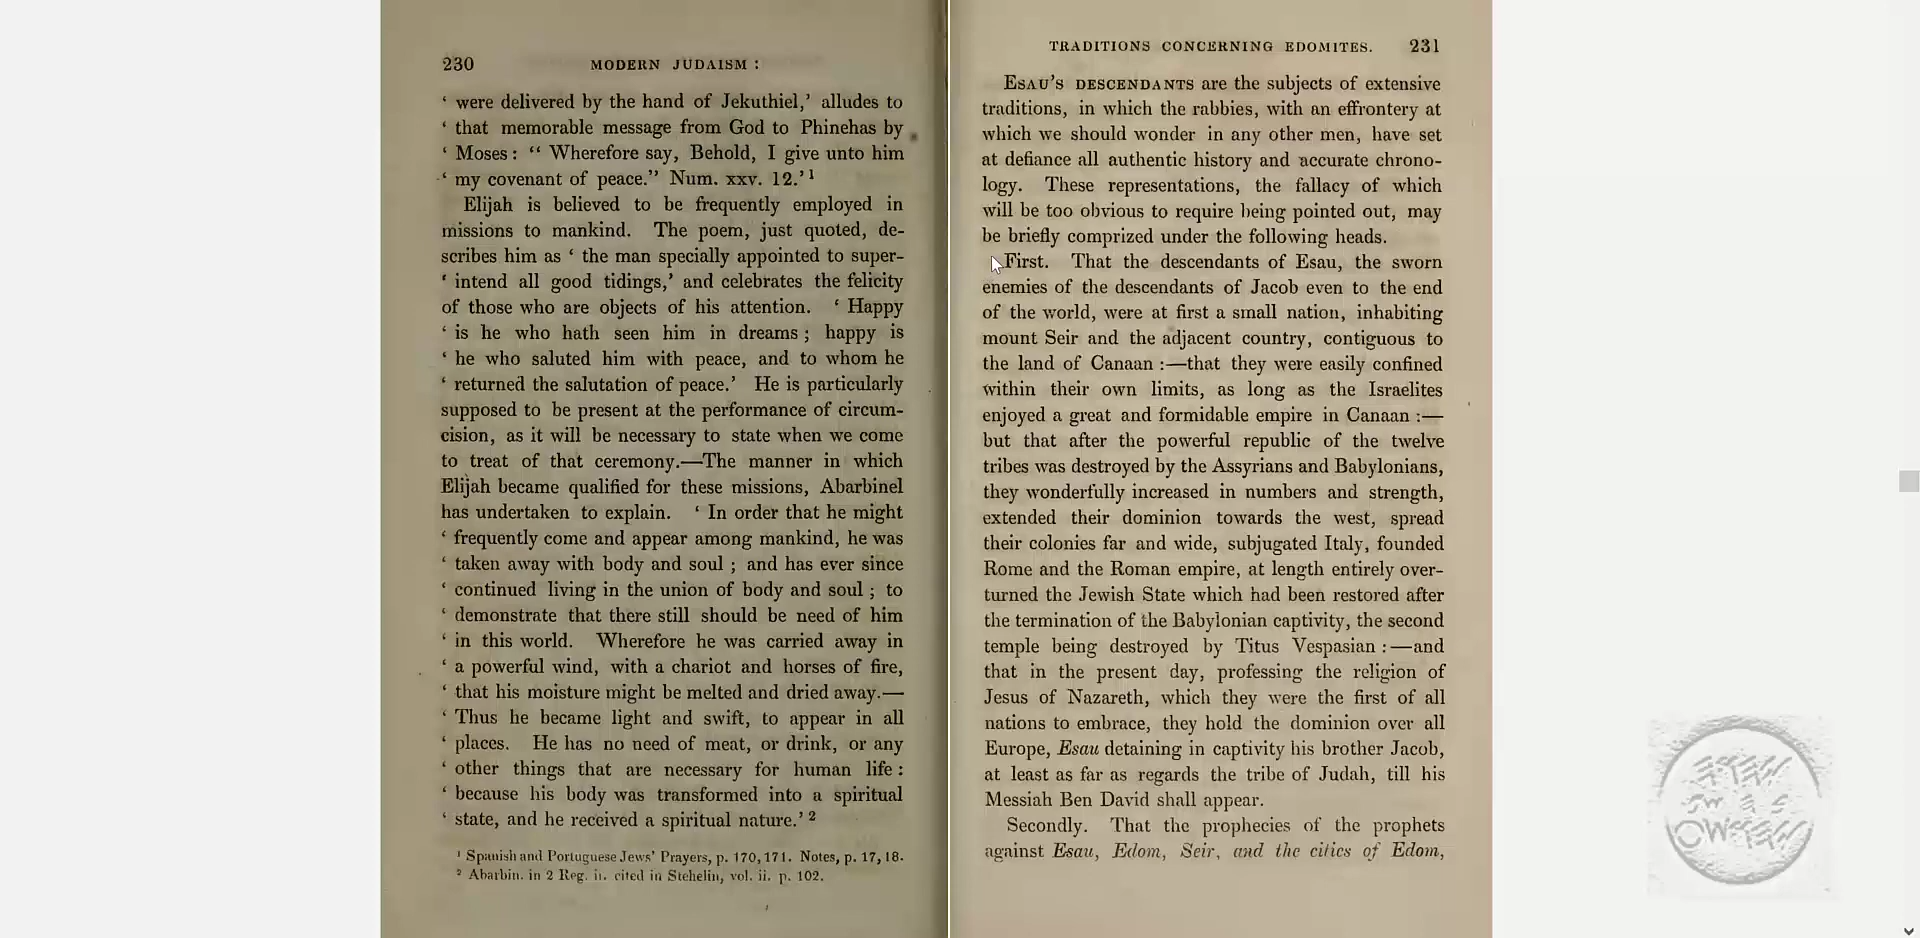 230 MODERN JUDAISM :
‘ were delivered by the hand of Jekuthiel,’ alludes to
‘ that memorable message from God to Phinehas by
‘ Moses : “ Wherefore say, Behold, I give unto him
‘ my covenant of peace.” Num. xxv. 12.’ 1
Elijah is believed to be frequently employed in
missions to mankind. The poem, just quoted, de-
scribes him as ‘ the man specially appointed to super-
‘ intend all good tidings,’ and celebrates the felicity
of those who are objects of his attention. ‘ Happy
‘ is he who hath seen him in dreams ; happy is
‘ he who saluted him with peace, and to whom he
‘ returned the salutation of peace.’ He is particularly
supposed to be present at the performance of circum-
cision, as it will be necessary to state when we come
to treat of that ceremony.—The manner in which
Elijah became qualified for these missions, Abarbinel
has undertaken to explain. ‘ In order that he might
‘ frequently come and appear among mankind, he was
‘ taken away with body and soul ; and has ever since
‘ continued living in the union of body and soul ; to
‘ demonstrate that there still should be need of him
‘ in this world. Wherefore he was carried away in
‘ a powerful wind, with a chariot and horses of fire,
‘ that his moisture might be melted and dried away.—
‘ Thus he became light and swift, to appear in all
‘ places. He has no need of meat, or drink, or any
‘ other things that are necessary for human life :
‘ because his body was transformed into a spiritual
‘ state, and he received a spiritual nature.’ 2
1 Spanish and Portuguese Jews’ Prayers, p. 170, 171. Notes, p. 17, 18.
2 Abarbin. in 2 Reg. ii. cited in Stehelin, vol. ii. p. 102.
TRADITIONS CONCERNING EDOMITES. 231
ESAU’S DESCENDANTS are the subjects of extensive
traditions, in which the rabbies, with an effrontery at
which we should wonder in any other men, have set
at defiance all authentic history and accurate chrono-
logy. These representations, the fallacy of which
will be too obvious to require being pointed out, may
be briefly comprized under the following heads.
First. That the descendants of Esau, the sworn
enemies of the descendants of Jacob even to the end
of the world, were at first a small nation, inhabiting
mount Seir and the adjacent country, contiguous to
the land of Canaan :—that they were easily confined
within their own limits, as long as the Israelites
enjoyed a great and formidable empire in Canaan :—
but that after the powerful republic of the twelve
tribes was destroyed by the Assyrians and Babylonians,
they wonderfully increased in numbers and strength,
extended their dominion towards the west, spread
their colonies far and wide, subjugated Italy, founded
Rome and the Roman empire, at length entirely over-
turned the Jewish State which had been restored after
the termination of the Babylonian captivity, the second
temple being destroyed by Titus Vespasian :—and
that in the present day, professing the religion of
Jesus of Nazareth, which they were the first of all
nations to embrace, they hold the dominion over all
Europe, Esau detaining in captivity his brother Jacob,
at least as far as regards the tribe of Judah, till his
Messiah Ben David shall appear.
Secondly. That the prophecies of the prophets
against Esau, Edom, Seir, and the cities of Edom,